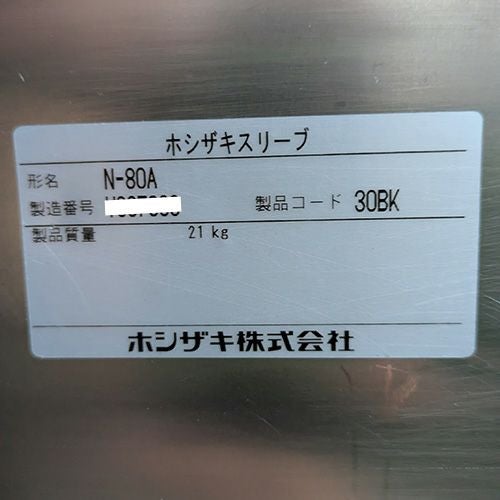 ホシザキスリーブ
形名 N-80A
製造番号 製品コード 30BK
製品質量 21 kg
ホシザキ株式会社